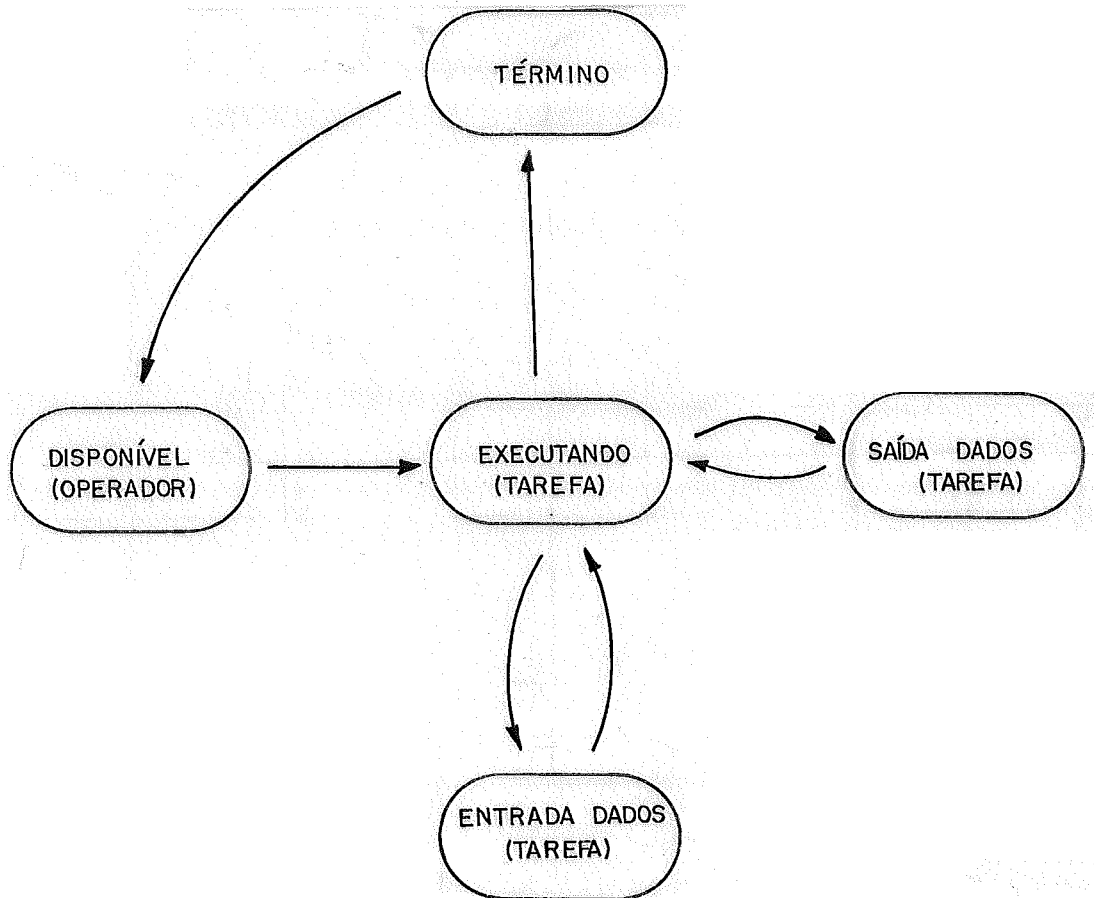 TÉRMINO
DISPONÍVEL
(OPERADOR)
EXECUTANDO
(TAREFA)
SAÍDA DADOS
(TAREFA)
ENTRADA DADOS
(TAREFA)